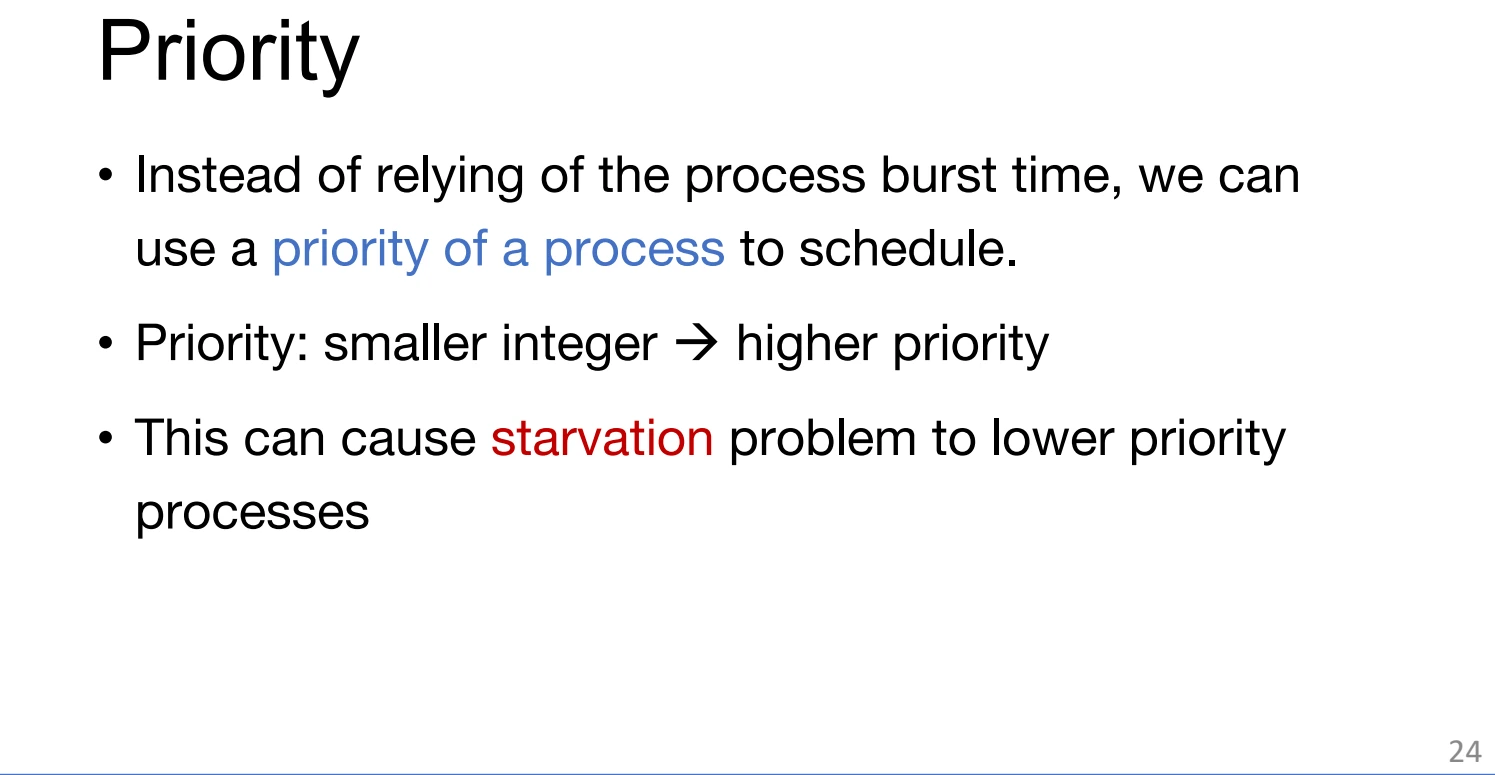 Priority
• Instead of relying of the process burst time, we can
use a priority of a process to schedule.
• Priority: smaller integer → higher priority
• This can cause starvation problem to lower priority
processes
24